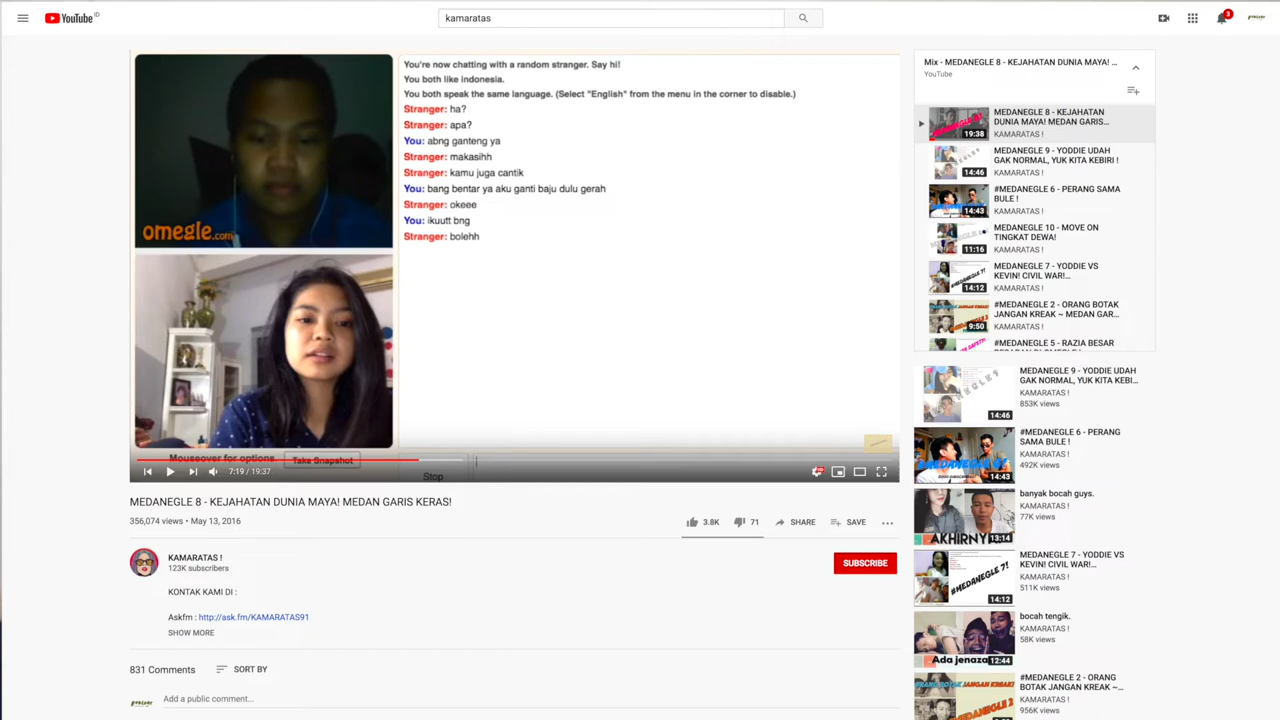 YouTube ID
kamaratas
3
You're now chatting with a random stranger. Say hi!
You both like indonesia.
You both speak the same language. (Select "English" from the menu in the corner to disable.)
Stranger: ha?
Stranger: apa?
You: abng ganteng ya
Stranger: makasihh
Stranger: kamu juga cantik
You: bang bentar ya aku ganti baju dulu gerah
Stranger: okeee
You: ikuutt bng
Stranger: bolehh
omegle.com
Mouseover for options.
Take Snapshot
Stop
7:19 / 19:37
MEDANEGLE 8 - KEJAHATAN DUNIA MAYA! MEDAN GARIS KERAS!
356,074 views • May 13, 2016
3.8K
71
SHARE
SAVE
KAMARATAS !
123K subscribers
SUBSCRIBE
KONTAK KAMI DI :
Askfm : http://ask.fm/KAMARATAS91
SHOW MORE
831 Comments
SORT BY
Add a public comment...
Mix - MEDANEGLE 8 - KEJAHATAN DUNIA MAYA! ...
YouTube
19:38
MEDANEGLE 8 - KEJAHATAN
DUNIA MAYA! MEDAN GARIS...
KAMARATAS !
14:46
MEDANEGLE 9 - YODDIE UDAH
GAK NORMAL, YUK KITA KEBIRI !
KAMARATAS !
14:43
#MEDANEGLE 6 - PERANG SAMA
BULE !
KAMARATAS !
11:16
MEDANEGLE 10 - MOVE ON
TINGKAT DEWA!
KAMARATAS !
14:12
MEDANEGLE 7 - YODDIE VS
KEVIN! CIVIL WAR!...
KAMARATAS !
9:50
#MEDANEGLE 2 - ORANG BOTAK
JANGAN KREAK ~ MEDAN GAR...
KAMARATAS !
#MEDANEGLE 5 - RAZIA BESAR
14:46
MEDANEGLE 9 - YODDIE UDAH
GAK NORMAL, YUK KITA KEBI...
KAMARATAS !
853K views
14:43
#MEDANEGLE 6 - PERANG
SAMA BULE !
KAMARATAS !
492K views
AKHIRNYA
13:14
banyak bocah guys.
KAMARATAS !
77K views
#MEDANEGLE 7!
14:12
MEDANEGLE 7 - YODDIE VS
KEVIN! CIVIL WAR!...
KAMARATAS !
511K views
Ada jenaza
12:44
bocah tengik.
KAMARATAS !
58K views
#MEDANEGLE 2 - ORANG
BOTAK JANGAN KREAK ~...
KAMARATAS !
956K views